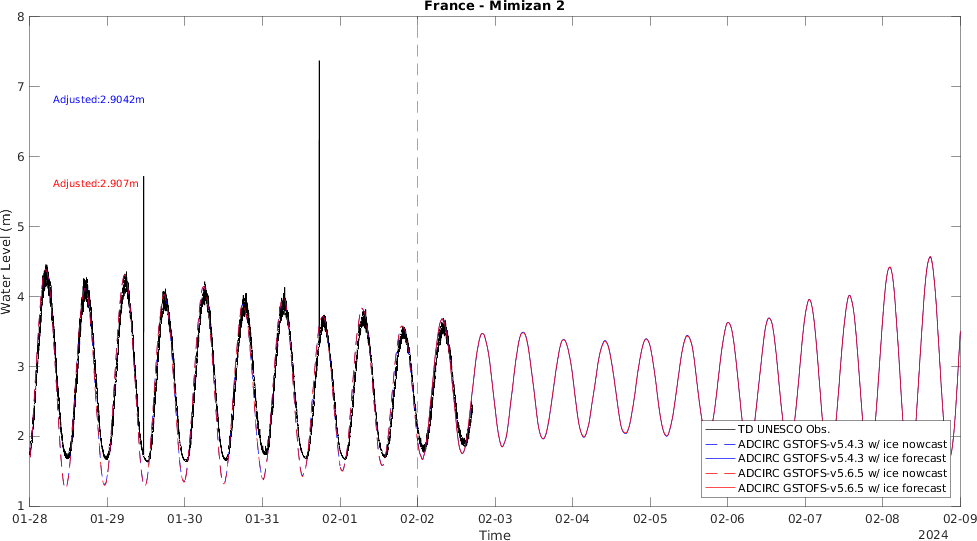 France - Mimizan 2
8
7
6
5
4
3
2
1
Water Level (m)
Adjusted:2.9042m
Adjusted:2.907m
TD UNESCO Obs.
ADCIRC GSTOFS-v5.4.3 w/ ice nowcast
ADCIRC GSTOFS-v5.4.3 w/ ice forecast
ADCIRC GSTOFS-v5.6.5 w/ ice nowcast
ADCIRC GSTOFS-v5.6.5 w/ ice forecast
01-28 01-29 01-30 01-31 02-01 02-02 02-03 02-04 02-05 02-06 02-07 02-08 02-09
Time
2024